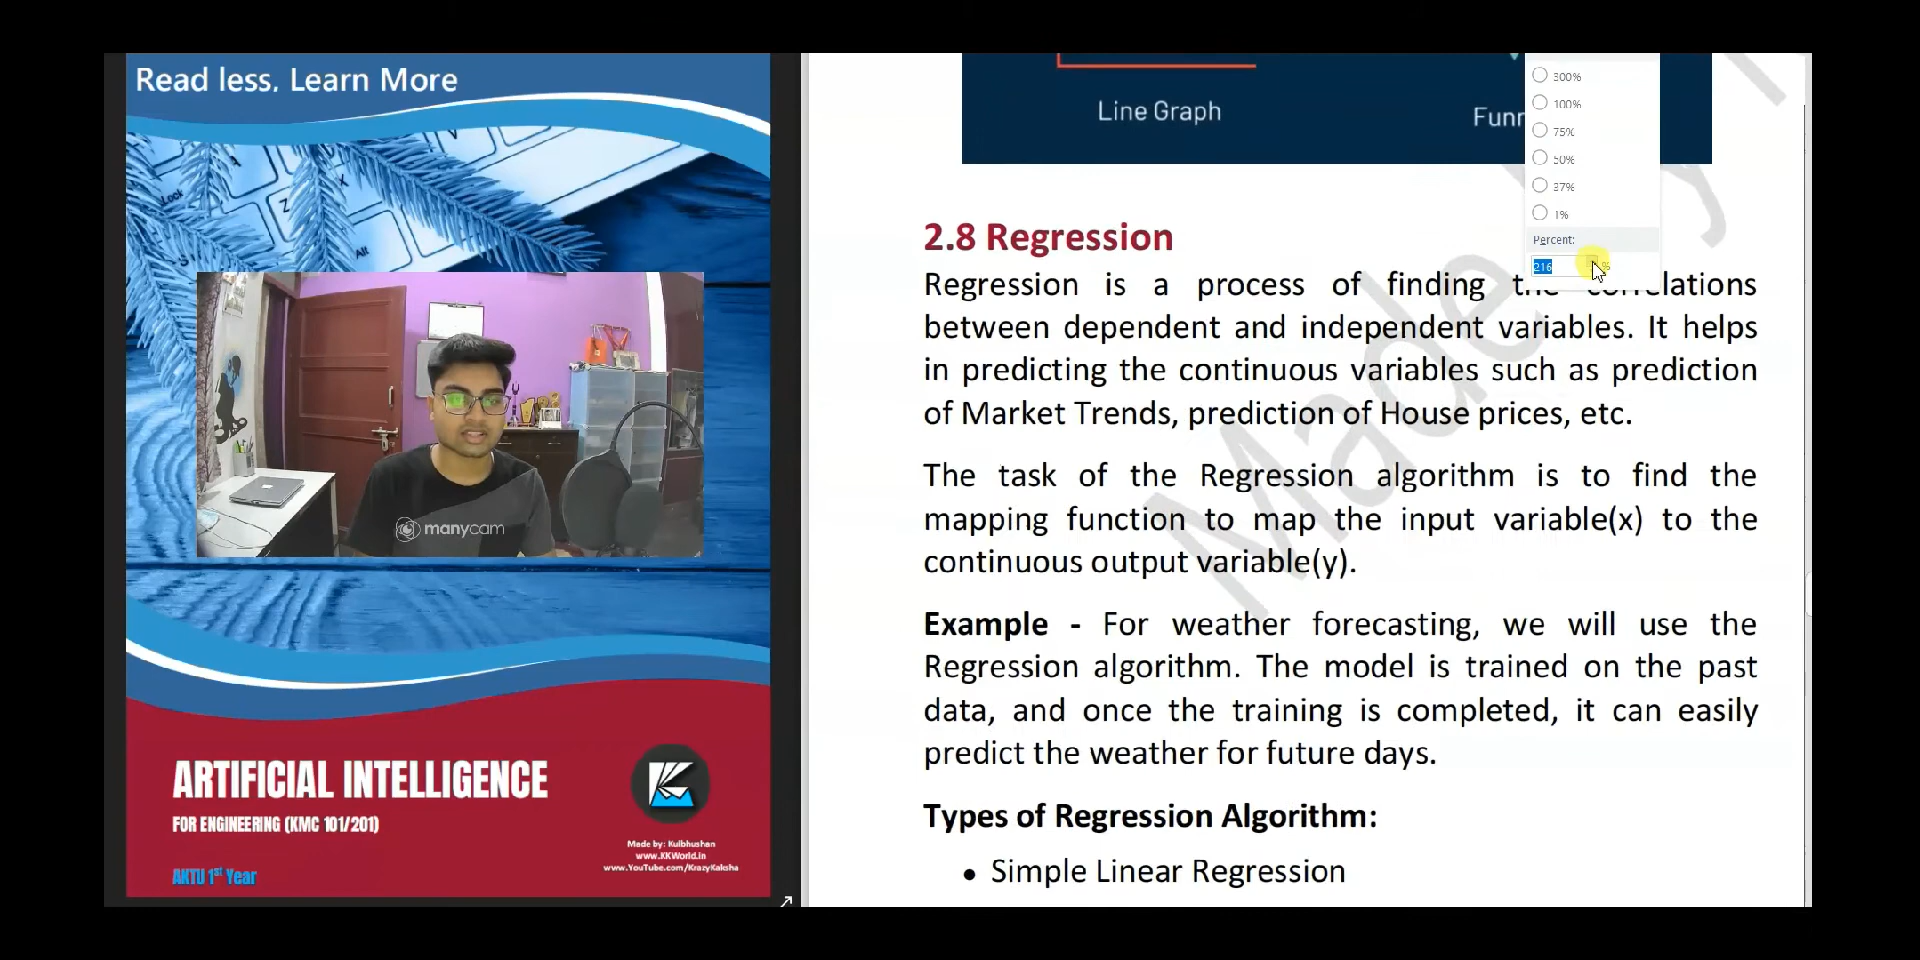 Read less, Learn More
manycam
ARTIFICIAL INTELLIGENCE
FOR ENGINEERING (KMC 101/201)
AKTU 1st Year
Made by: Kulbhushan
www.KKWorld.in
www.YouTube.com/KrazyKaksha
Line Graph
Funn
300%
100%
75%
50%
37%
1%
Percent:
216
%
2.8 Regression
Regression is a process of finding the correlations
between dependent and independent variables. It helps
in predicting the continuous variables such as prediction
of Market Trends, prediction of House prices, etc.
The task of the Regression algorithm is to find the
mapping function to map the input variable(x) to the
continuous output variable(y).
Example - For weather forecasting, we will use the
Regression algorithm. The model is trained on the past
data, and once the training is completed, it can easily
predict the weather for future days.
Types of Regression Algorithm:
• Simple Linear Regression
Made